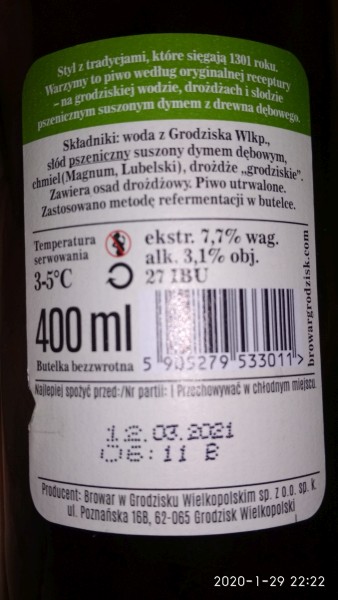 Styl z tradycjami, które sięgają 1301 roku.
Warzymy to piwo według oryginalnej receptury
– na grodziskiej wodzie, drożdżach i słodzie
pszenicznym suszonym dymem z drewna dębowego.
Składniki: woda z Grodziska Wlkp.,
słód pszeniczny suszony dymem dębowym,
chmiel(Magnum, Lubelski), drożdże „grodziskie”.
Zawiera osad drożdżowy. Piwo utrwalone.
Zastosowano metodę refermentacji w butelce.
Temperatura
serwowania
3-5°C
ekstr. 7,7% wag.
alk. 3,1% obj.
27 IBU
400 ml
Butelka bezzwrotna
5 905279 533011 >
browargrodzisk.com
Najlepiej spożyć przed:/Nr partii: | Przechowywać w chłodnym miejscu.
12.03.2021
06:11 B
Producent: Browar w Grodzisku Wielkopolskim sp. z o.o. sp. k.
ul. Poznańska 16B, 62-065 Grodzisk Wielkopolski
2020-1-29 22:22